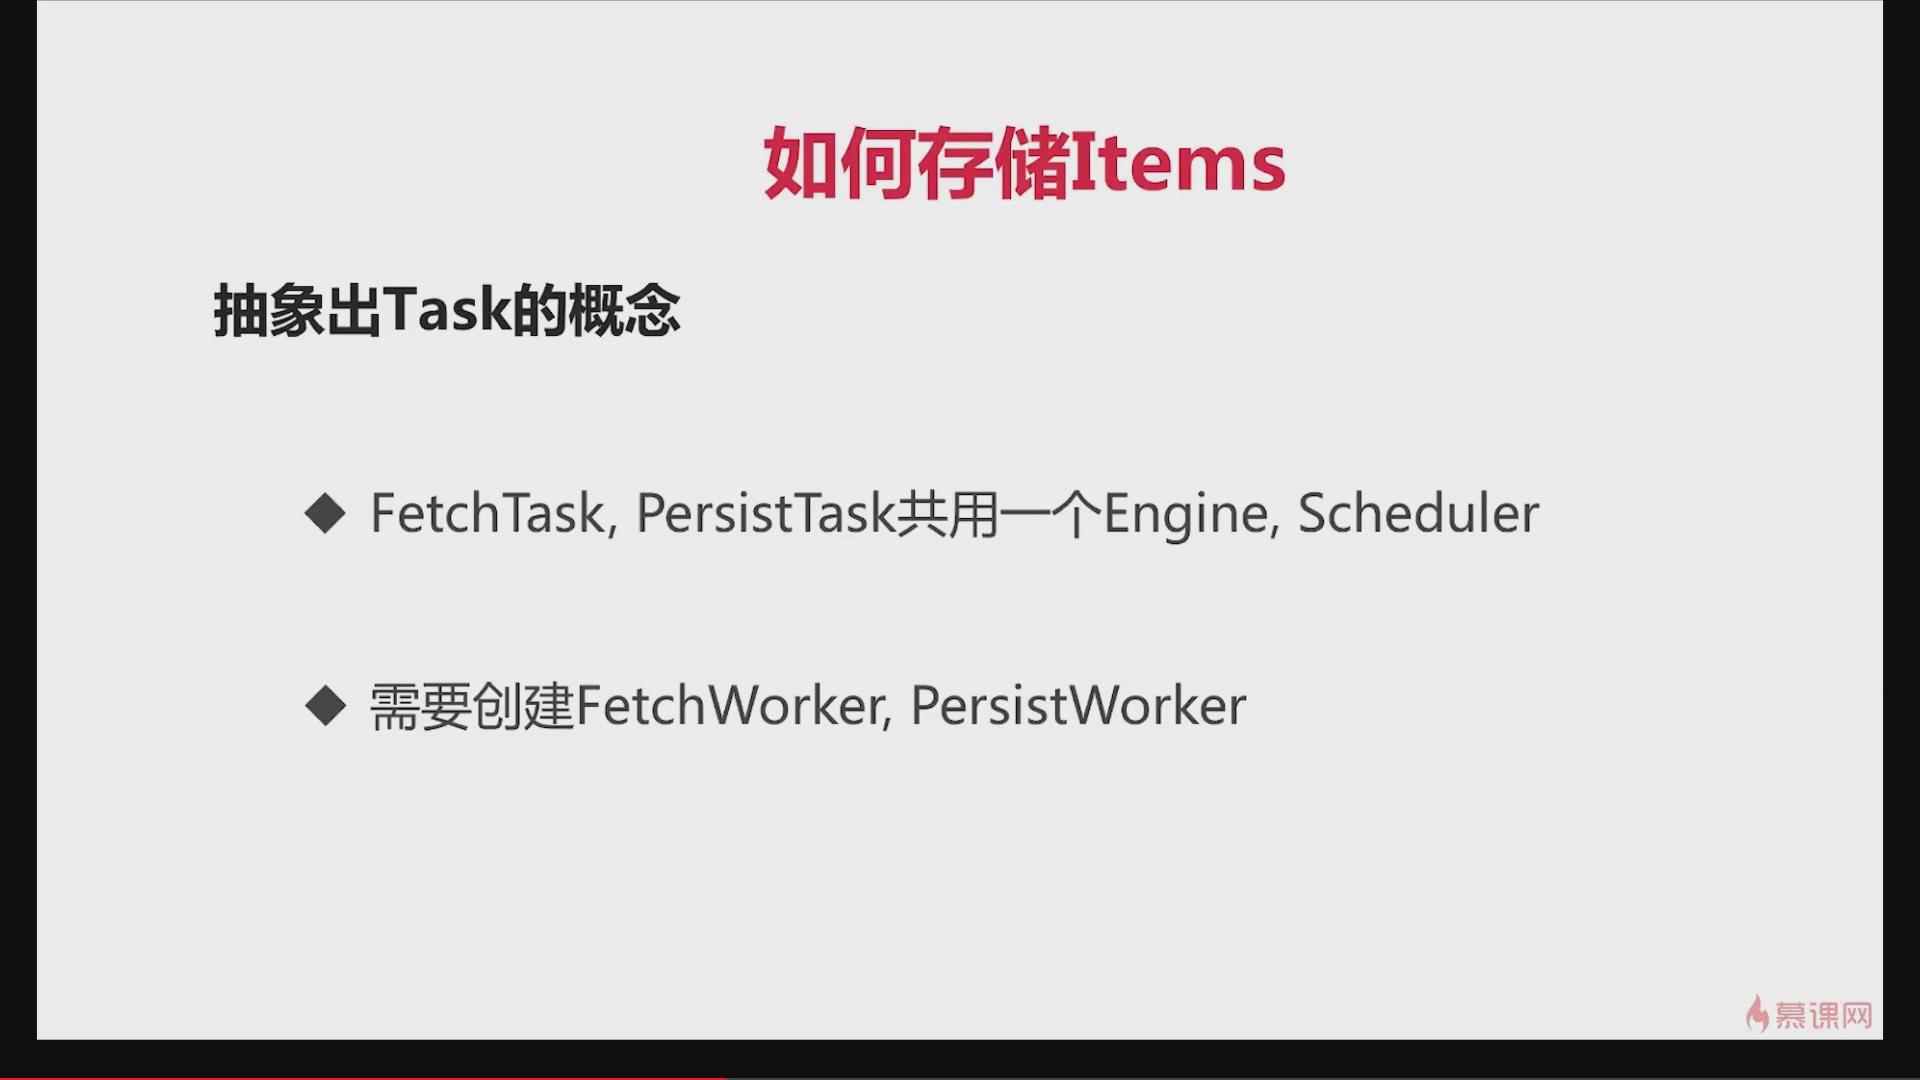 如何存储Items
抽象出Task的概念
◆ FetchTask, PersistTask共用一个Engine, Scheduler
◆ 需要创建FetchWorker, PersistWorker
慕课网